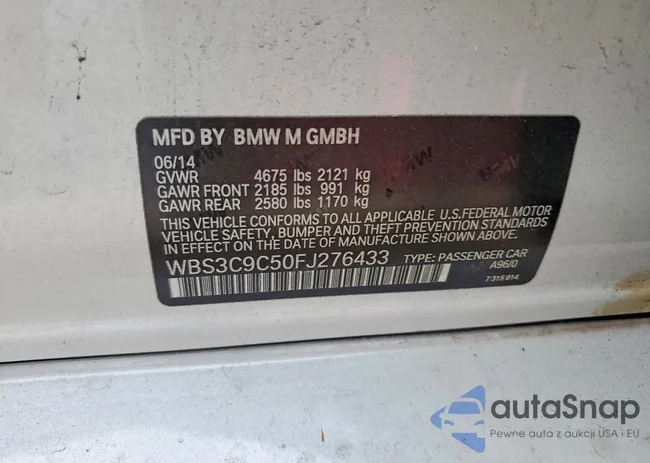 MFD BY BMW M GMBH
06/14
GVWR 4675 lbs 2121 kg
GAWR FRONT 2185 lbs 991 kg
GAWR REAR 2580 lbs 1170 kg
THIS VEHICLE CONFORMS TO ALL APPLICABLE U.S.FEDERAL MOTOR
VEHICLE SAFETY, BUMPER AND THEFT PREVENTION STANDARDS
IN EFFECT ON THE DATE OF MANUFACTURE SHOWN ABOVE.
WBS3C9C50FJ276433 TYPE: PASSENGER CAR
A96/0
7315814
autoSnap
Pewne auta z aukcji USA i EU